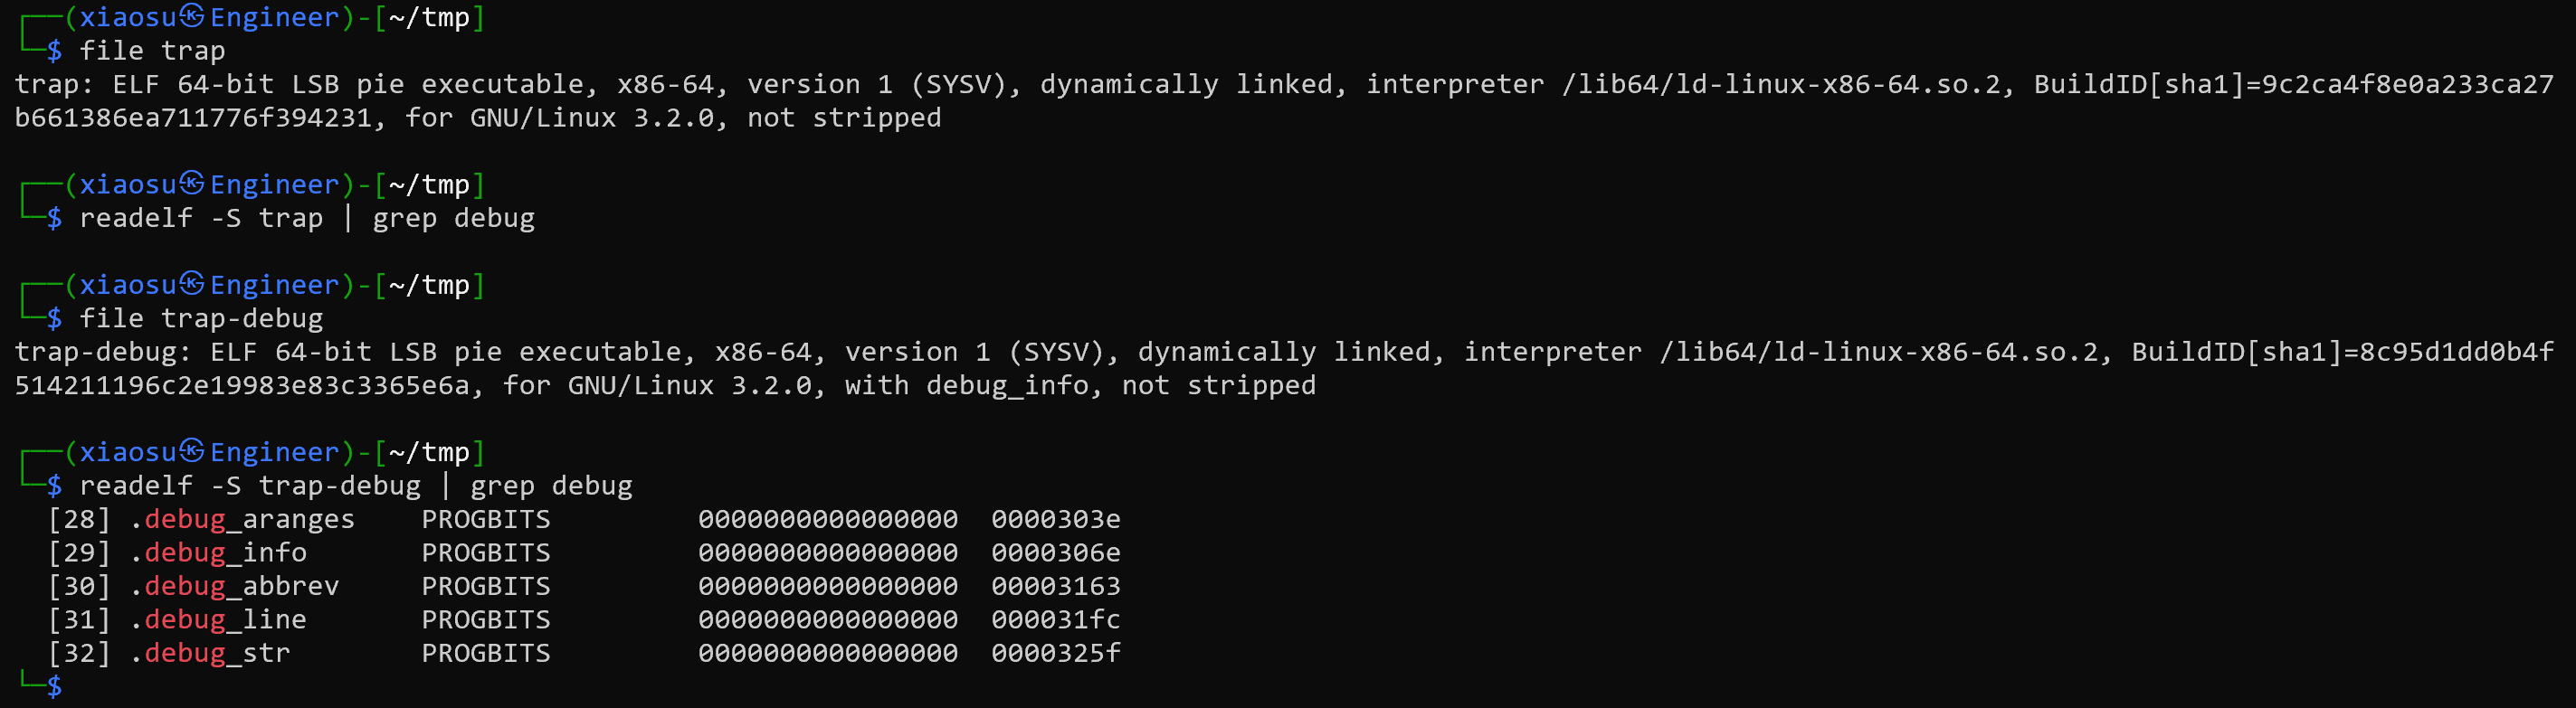 ┌──(xiaosu㉿Engineer)-[~/tmp]
└─$ file trap
trap: ELF 64-bit LSB pie executable, x86-64, version 1 (SYSV), dynamically linked, interpreter /lib64/ld-linux-x86-64.so.2, BuildID[sha1]=9c2ca4f8e0a233ca27
b661386ea711776f394231, for GNU/Linux 3.2.0, not stripped
┌──(xiaosu㉿Engineer)-[~/tmp]
└─$ readelf -S trap | grep debug
┌──(xiaosu㉿Engineer)-[~/tmp]
└─$ file trap-debug
trap-debug: ELF 64-bit LSB pie executable, x86-64, version 1 (SYSV), dynamically linked, interpreter /lib64/ld-linux-x86-64.so.2, BuildID[sha1]=8c95d1dd0b4f
514211196c2e19983e83c3365e6a, for GNU/Linux 3.2.0, with debug_info, not stripped
┌──(xiaosu㉿Engineer)-[~/tmp]
└─$ readelf -S trap-debug | grep debug
  [28] .debug_aranges    PROGBITS         0000000000000000  0000303e
  [29] .debug_info       PROGBITS         0000000000000000  0000306e
  [30] .debug_abbrev     PROGBITS         0000000000000000  00003163
  [31] .debug_line       PROGBITS         0000000000000000  000031fc
  [32] .debug_str        PROGBITS         0000000000000000  0000325f
└─$